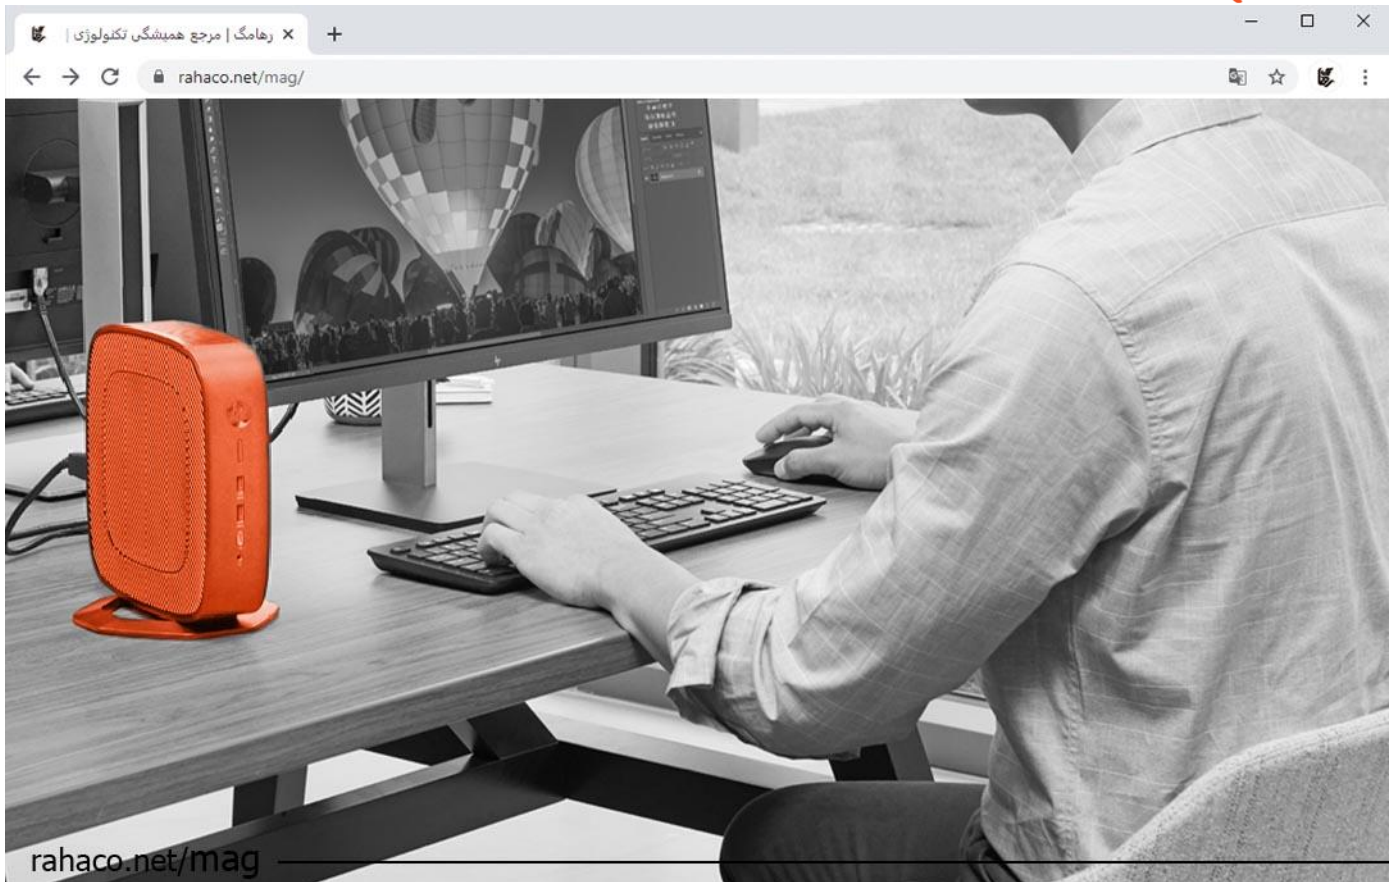 رهامگ | مرجع همیشگی تکنولوژی |
rahaco.net/mag/
rahaco.net/mag